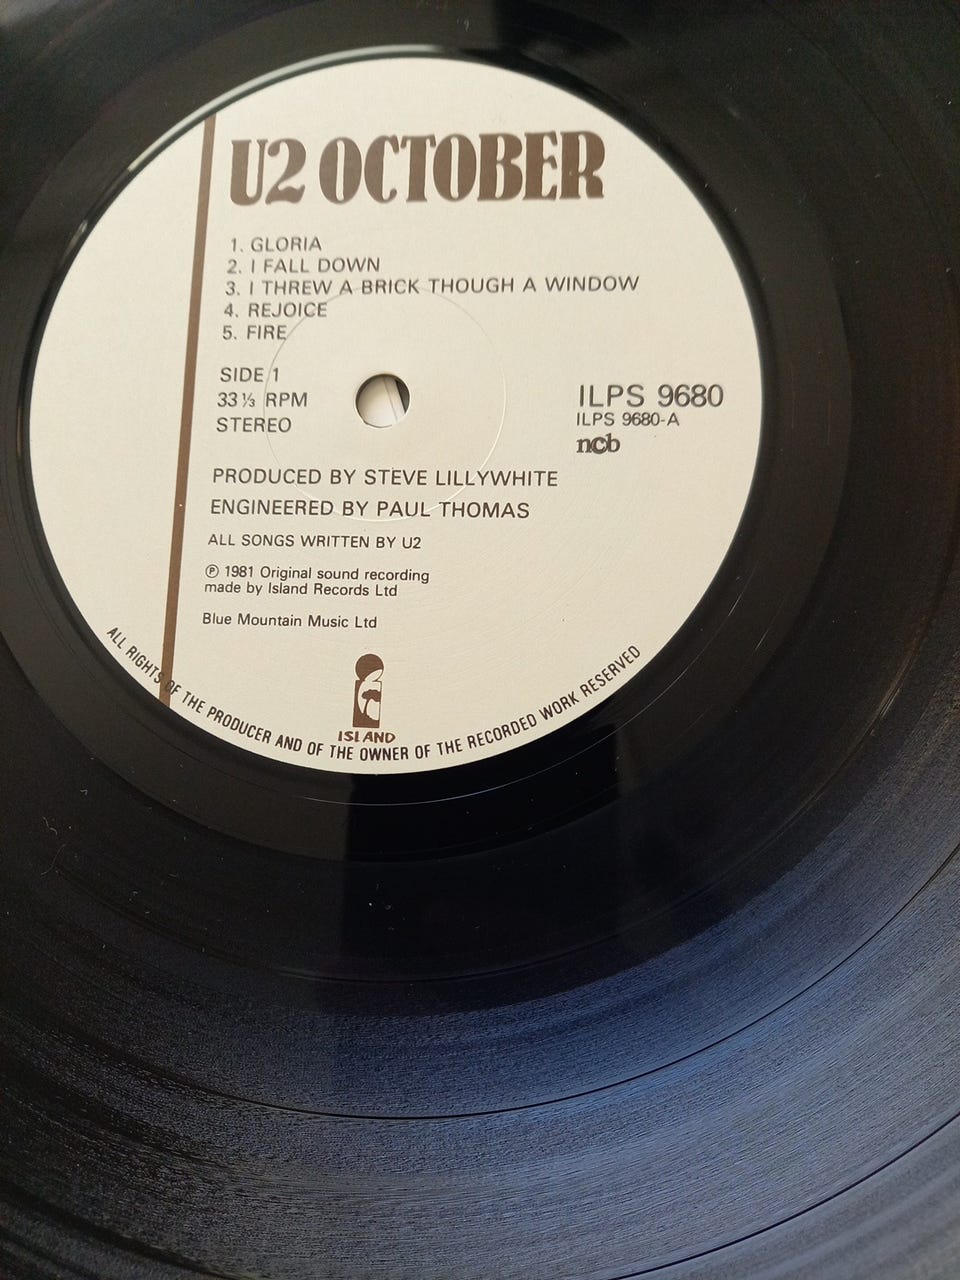 U2 OCTOBER
1. GLORIA
2. I FALL DOWN
3. I THREW A BRICK THOUGH A WINDOW
4. REJOICE
5. FIRE
SIDE 1
33⅓ RPM
STEREO
ILPS 9680
ILPS 9680-A
ncb
PRODUCED BY STEVE LILLYWHITE
ENGINEERED BY PAUL THOMAS
ALL SONGS WRITTEN BY U2
℗ 1981 Original sound recording
made by Island Records Ltd
Blue Mountain Music Ltd
ISLAND
ALL RIGHTS OF THE PRODUCER AND OF THE OWNER OF THE RECORDED WORK RESERVED